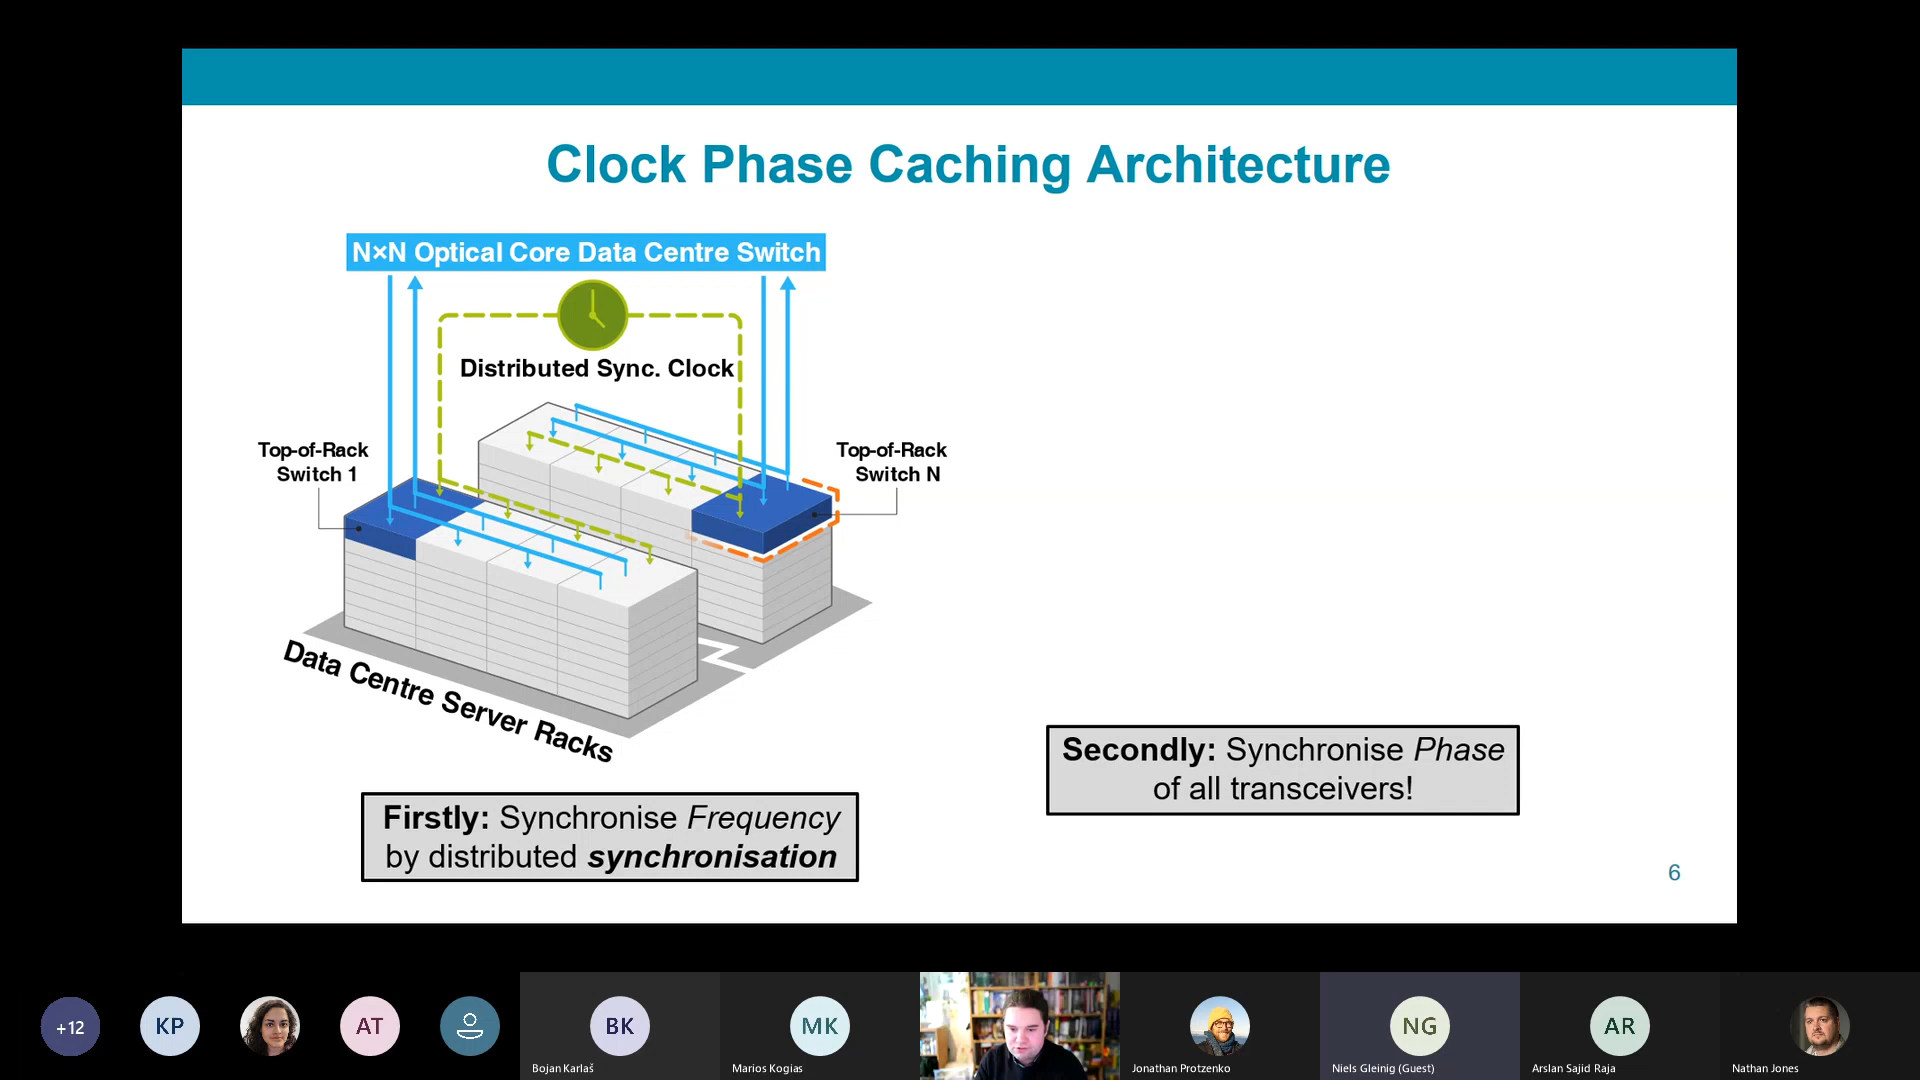 Clock Phase Caching Architecture
N×N Optical Core Data Centre Switch
Distributed Sync. Clock
Top-of-Rack
Switch 1
Top-of-Rack
Switch N
Data Centre Server Racks
Secondly: Synchronise Phase
of all transceivers!
Firstly: Synchronise Frequency
by distributed synchronisation
6
+12
KP
AT
BK
MK
NG
AR
Bojan Karlaš
Marios Kogias
Jonathan Protzenko
Niels Gleinig (Guest)
Arslan Sajid Raja
Nathan Jones